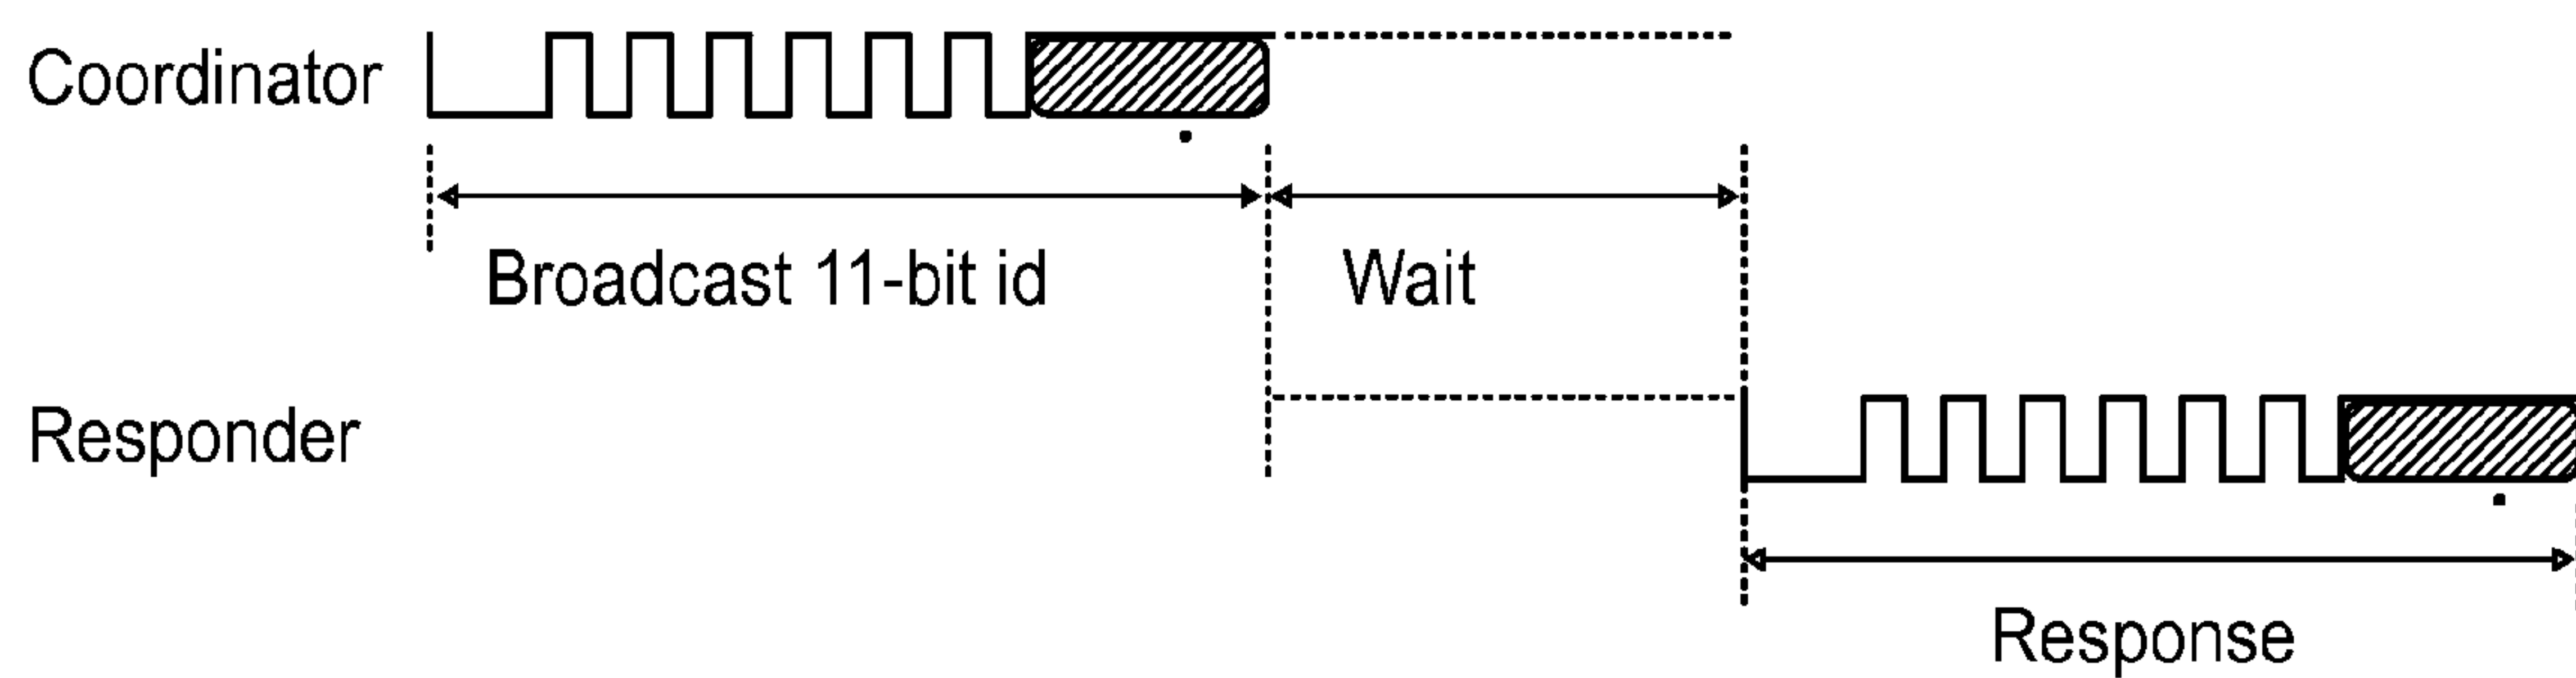 Coordinator
Broadcast 11-bit id
Wait
Responder
Response